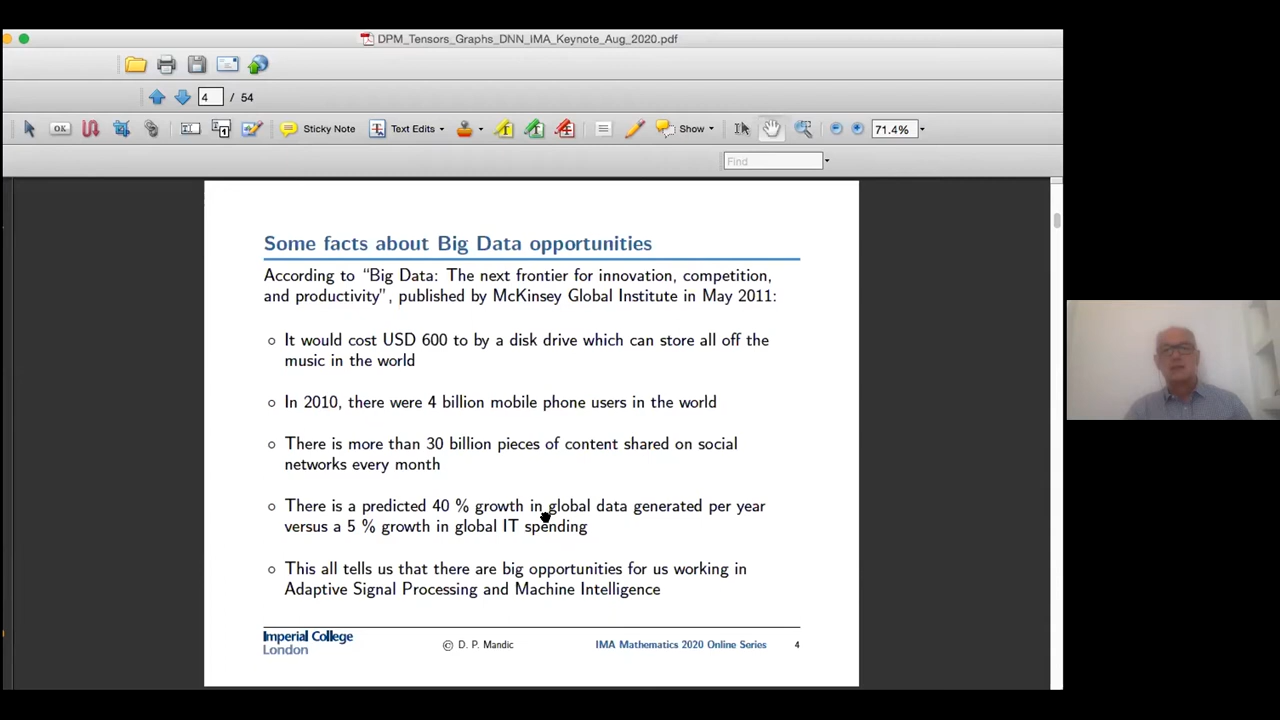 DPM_Tensors_Graphs_DNN_IMA_Keynote_Aug_2020.pdf
4 / 54
OK Sticky Note Text Edits Show 71.4%
Find
Some facts about Big Data opportunities
According to “Big Data: The next frontier for innovation, competition,
and productivity”, published by McKinsey Global Institute in May 2011:
It would cost USD 600 to by a disk drive which can store all off the
music in the world
In 2010, there were 4 billion mobile phone users in the world
There is more than 30 billion pieces of content shared on social
networks every month
There is a predicted 40 % growth in global data generated per year
versus a 5 % growth in global IT spending
This all tells us that there are big opportunities for us working in
Adaptive Signal Processing and Machine Intelligence
Imperial College
London
© D. P. Mandic IMA Mathematics 2020 Online Series 4